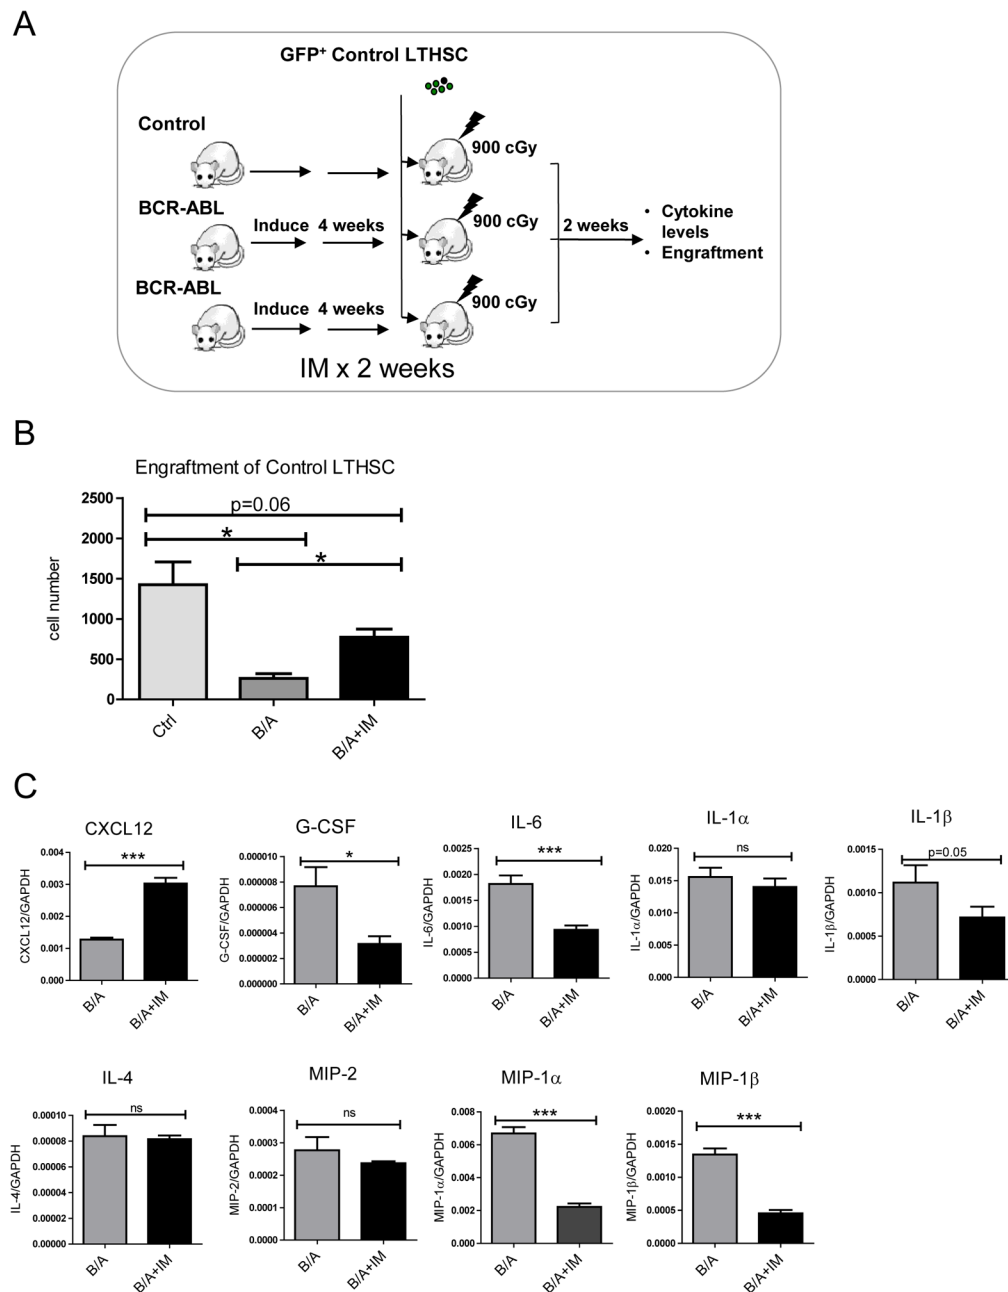 A
GFP+ Control LTHSC
Control
900 cGy
BCR-ABL
Induce 4 weeks
900 cGy
2 weeks
• Cytokine
levels
• Engraftment
BCR-ABL
Induce 4 weeks
900 cGy
IM x 2 weeks
B
Engraftment of Control LTHSC
cell number
2500
2000
1500
1000
500
0
p=0.06
*
*
Ctrl
B/A
B/A+IM
C
CXCL12
CXCL12/GAPDH
0.004
0.003
0.002
0.001
0.000
***
B/A
B/A+IM
G-CSF
G-CSF/GAPDH
0.000010
0.000008
0.000006
0.000004
0.000002
0.000000
*
B/A
B/A+IM
IL-6
IL-6/GAPDH
0.0025
0.0020
0.0015
0.0010
0.0005
0.0000
***
B/A
B/A+IM
IL-1α
IL-1α/GAPDH
0.020
0.015
0.010
0.005
0.000
ns
B/A
B/A+IM
IL-1β
IL-1β/GAPDH
0.0015
0.0010
0.0005
0.0000
p=0.05
B/A
B/A+IM
IL-4
IL-4/GAPDH
0.00010
0.00008
0.00006
0.00004
0.00002
0.00000
ns
B/A
B/A+IM
MIP-2
MIP-2/GAPDH
0.0004
0.0003
0.0002
0.0001
0.0000
ns
B/A
B/A+IM
MIP-1α
MIP-1α/GAPDH
0.008
0.006
0.004
0.002
0.000
***
B/A
B/A+IM
MIP-1β
MIP-1β/GAPDH
0.0020
0.0015
0.0010
0.0005
0.0000
***
B/A
B/A+IM